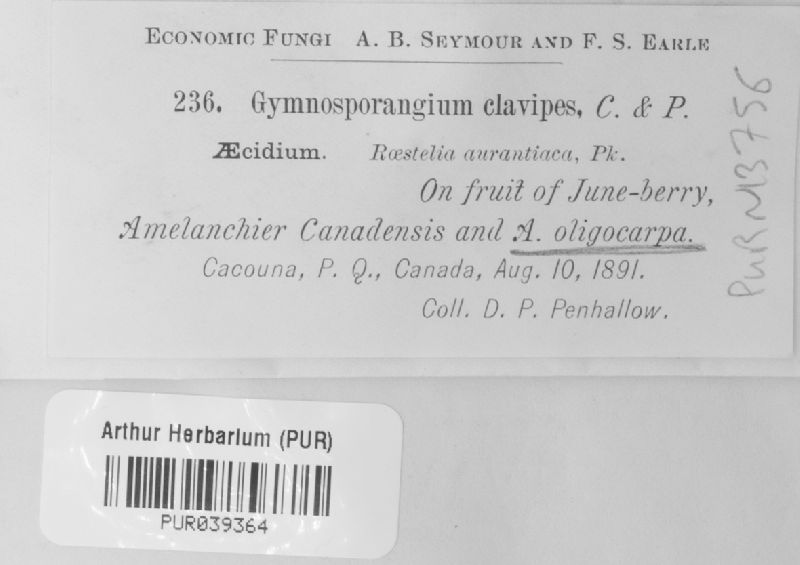 Economic Fungi A. B. Seymour and F. S. Earle
236. Gymnosporangium clavipes, C. & P.
Æcidium. Rœstelia aurantiaca, Pk.
On fruit of June-berry,
Amelanchier Canadensis and A. oligocarpa.
Cacouna, P. Q., Canada, Aug. 10, 1891.
Coll. D. P. Penhallow.
PUR N13756
Arthur Herbarium (PUR)
PUR039364